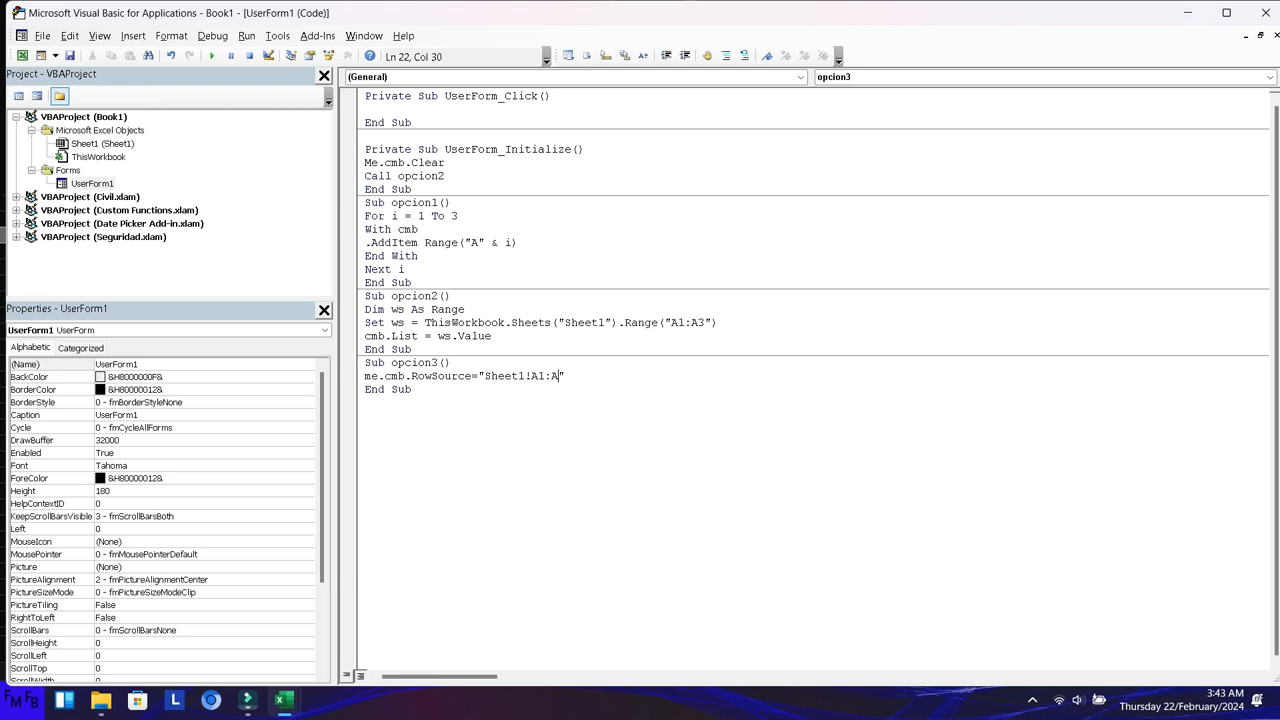 Microsoft Visual Basic for Applications - Book1 - [UserForm1 (Code)]
File Edit View Insert Format Debug Run Tools Add-Ins Window Help
Ln 22, Col 30
Project - VBAProject
(General)
opcion3
VBAProject (Book1)
Microsoft Excel Objects
Sheet1 (Sheet1)
ThisWorkbook
Forms
UserForm1
VBAProject (Civil.xlam)
VBAProject (Custom Functions.xlam)
VBAProject (Date Picker Add-in.xlam)
VBAProject (Seguridad.xlam)
Private Sub UserForm_Click()
End Sub
Private Sub UserForm_Initialize()
Me.cmb.Clear
Call opcion2
End Sub
Sub opcion1()
For i = 1 To 3
With cmb
.AddItem Range("A" & i)
End With
Next i
End Sub
Sub opcion2()
Dim ws As Range
Set ws = ThisWorkbook.Sheets("Sheet1").Range("A1:A3")
cmb.List = ws.Value
End Sub
Sub opcion3()
me.cmb.RowSource="Sheet1!A1:A"
End Sub
Properties - UserForm1
UserForm1 UserForm
Alphabetic Categorized
(Name) UserForm1
BackColor &H8000000F&
BorderColor &H80000012&
BorderStyle 0 - fmBorderStyleNone
Caption UserForm1
Cycle 0 - fmCycleAllForms
DrawBuffer 32000
Enabled True
Font Tahoma
ForeColor &H80000012&
Height 180
HelpContextID 0
KeepScrollBarsVisible 3 - fmScrollBarsBoth
Left 0
MouseIcon (None)
MousePointer 0 - fmMousePointerDefault
Picture (None)
PictureAlignment 2 - fmPictureAlignmentCenter
PictureSizeMode 0 - fmPictureSizeModeClip
PictureTiling False
RightToLeft False
ScrollBars 0 - fmScrollBarsNone
ScrollHeight 0
ScrollLeft 0
ScrollTop 0
ScrollWidth 0
FM FB
L
3:43 AM
Thursday 22/February/2024